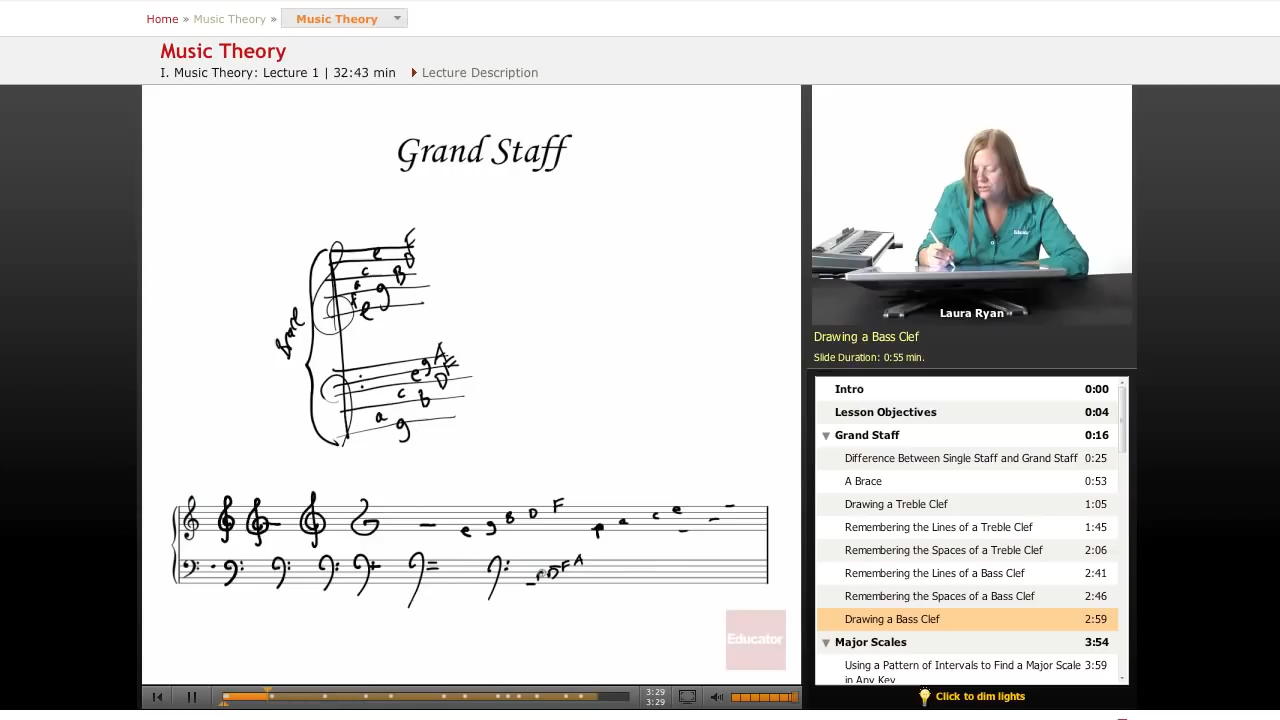 Home » Music Theory » Music Theory
Music Theory
I. Music Theory: Lecture 1 | 32:43 min Lecture Description
Grand Staff
F
e
D
c
B
a
g
F
e
Brace
A
g
F
e
D
c
B
a
g
e g B D F F a c e
D F A
Educator
Laura Ryan
Drawing a Bass Clef
Slide Duration: 0:55 min.
Intro 0:00
Lesson Objectives 0:04
Grand Staff 0:16
Difference Between Single Staff and Grand Staff 0:25
A Brace 0:53
Drawing a Treble Clef 1:05
Remembering the Lines of a Treble Clef 1:45
Remembering the Spaces of a Treble Clef 2:06
Remembering the Lines of a Bass Clef 2:41
Remembering the Spaces of a Bass Clef 2:46
Drawing a Bass Clef 2:59
Major Scales 3:54
Using a Pattern of Intervals to Find a Major Scale 3:59
in Any Key
3:29
3:29
Click to dim lights